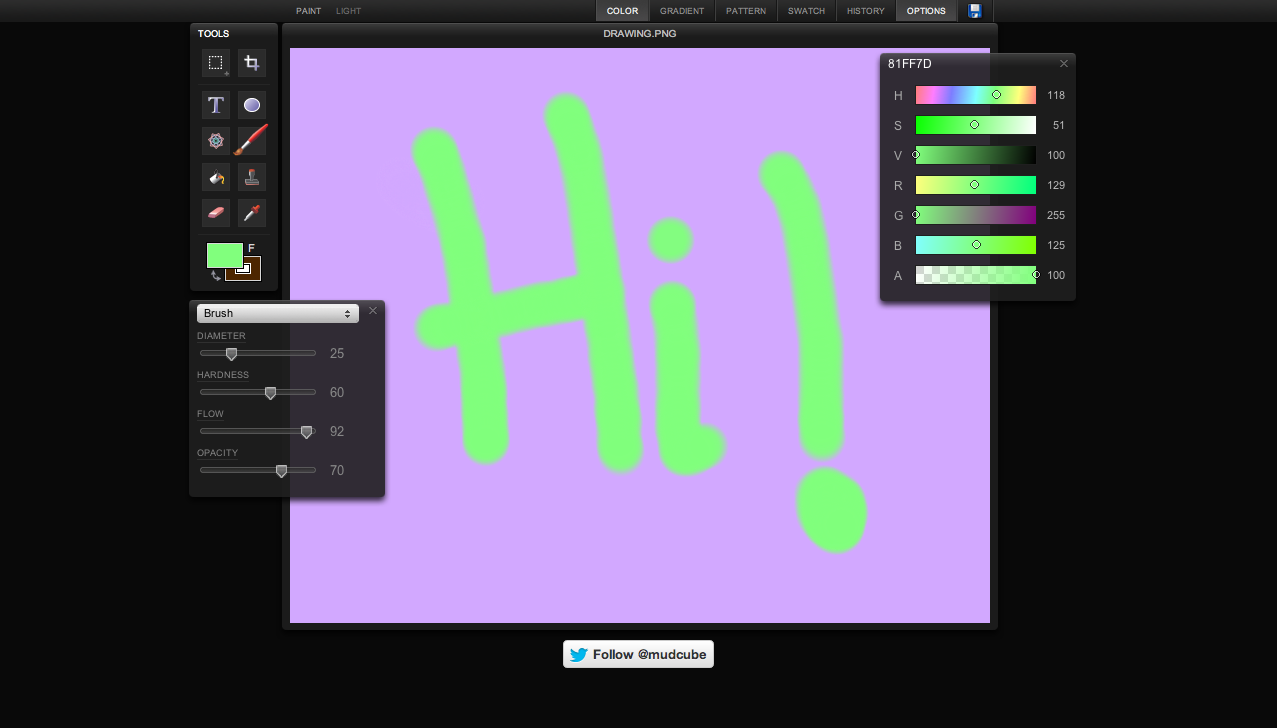 PAINT LIGHT COLOR GRADIENT PATTERN SWATCH HISTORY OPTIONS
TOOLS
DRAWING.PNG
81FF7D
H 118
S 51
V 100
R 129
G 255
B 125
A 100
T
F
Hi!
Brush
DIAMETER
25
HARDNESS
60
FLOW
92
OPACITY
70
Follow @mudcube